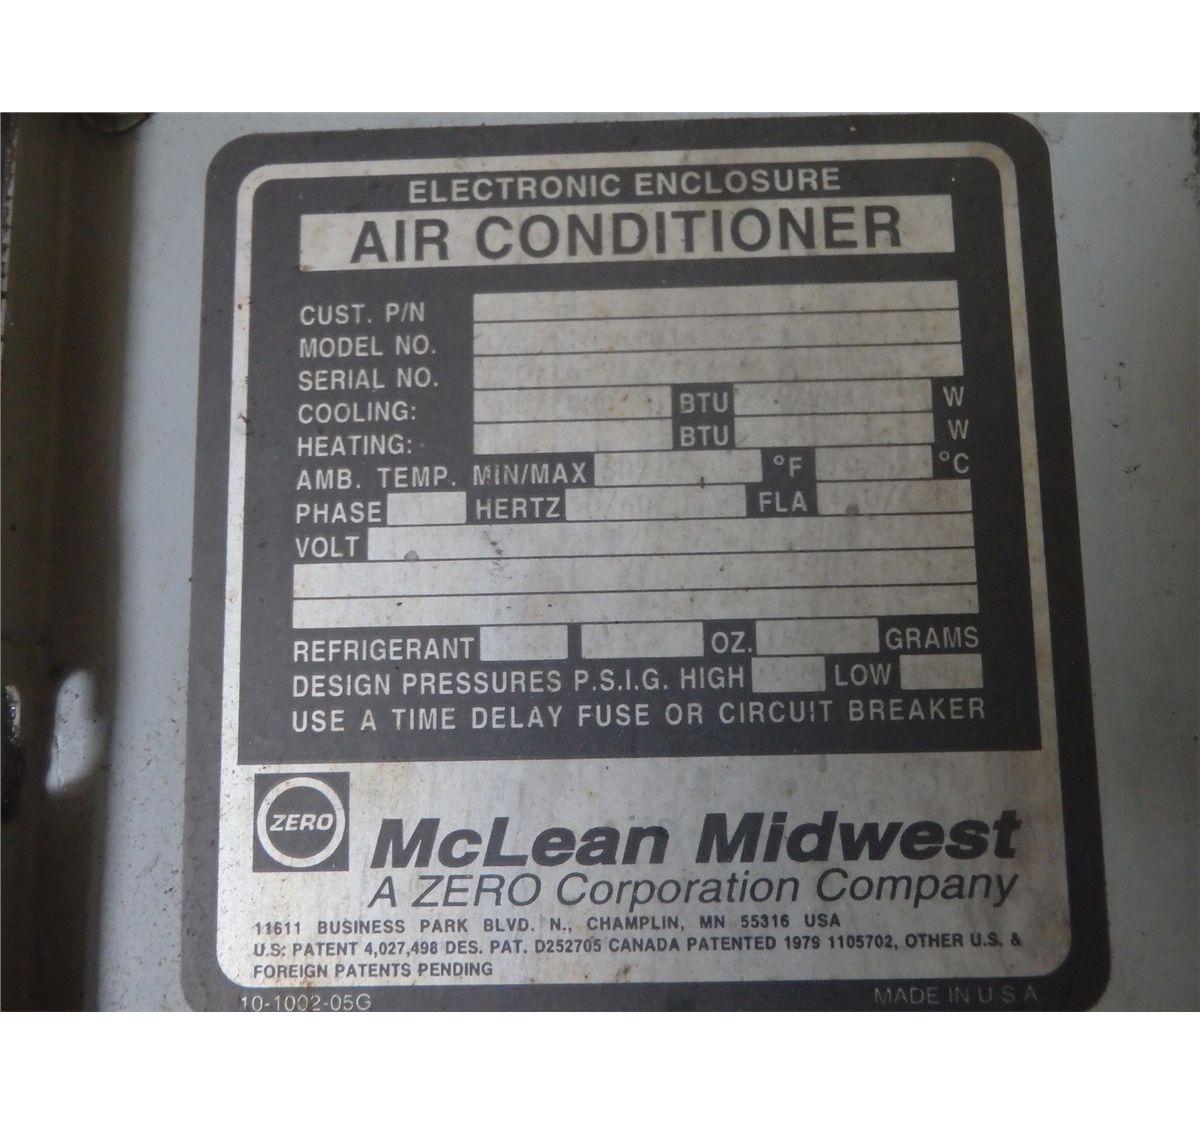 ELECTRONIC ENCLOSURE
AIR CONDITIONER
CUST. P/N
MODEL NO.
SERIAL NO.
COOLING: BTU W
HEATING: BTU W
AMB. TEMP. MIN/MAX °F °C
PHASE HERTZ FLA
VOLT
REFRIGERANT OZ. GRAMS
DESIGN PRESSURES P.S.I.G. HIGH LOW
USE A TIME DELAY FUSE OR CIRCUIT BREAKER
ZERO
McLean Midwest
A ZERO Corporation Company
11611 BUSINESS PARK BLVD. N., CHAMPLIN, MN 55316 USA
U.S. PATENT 4,027,498 DES. PAT. D252705 CANADA PATENTED 1979 1105702, OTHER U.S. &
FOREIGN PATENTS PENDING
10-1002-05G MADE IN U S A